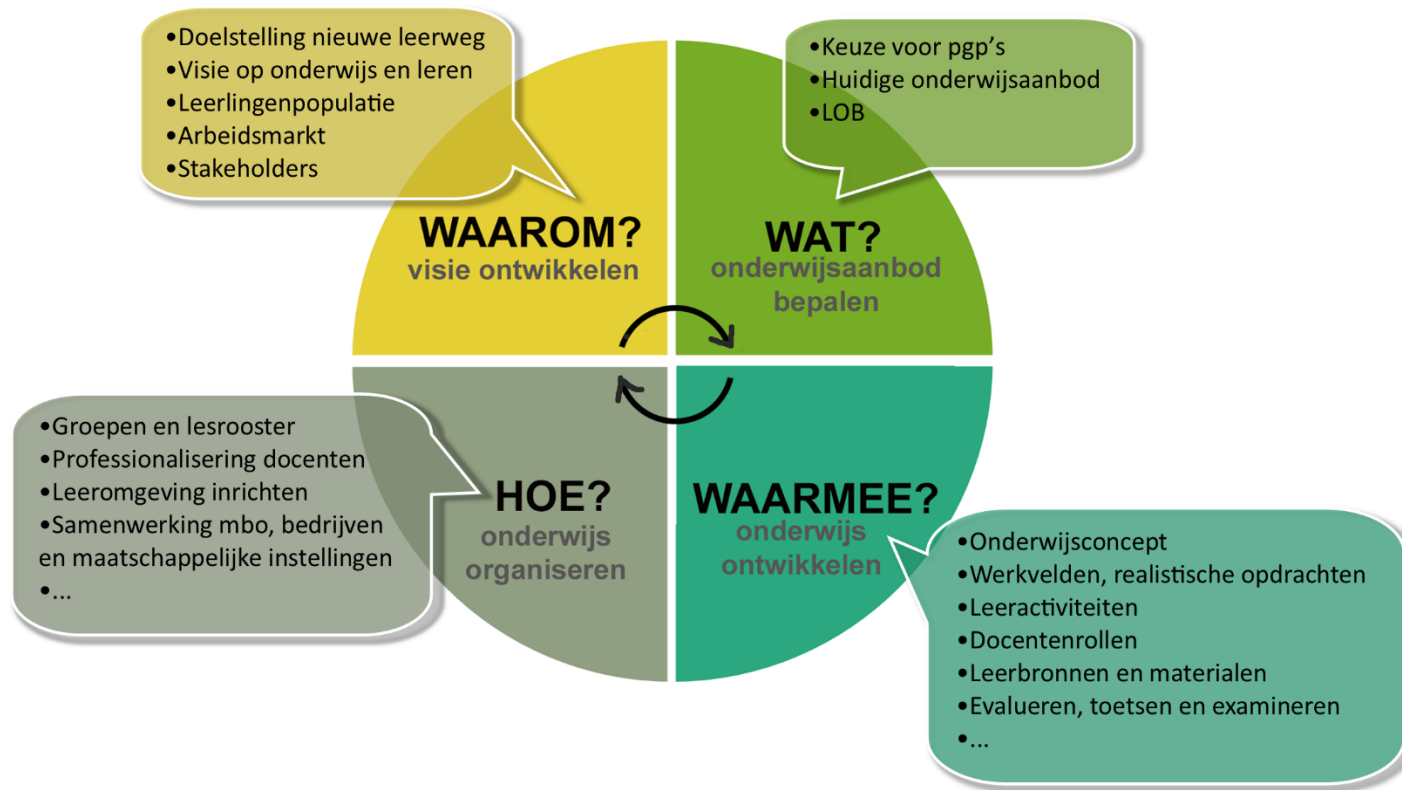 •Doelstelling nieuwe leerweg
•Visie op onderwijs en leren
•Leerlingenpopulatie
•Arbeidsmarkt
•Stakeholders
WAAROM?
visie ontwikkelen
•Keuze voor pgp's
•Huidige onderwijsaanbod
•LOB
WAT?
onderwijsaanbod
bepalen
•Groepen en lesrooster
•Professionalisering docenten
•Leeromgeving inrichten
•Samenwerking mbo, bedrijven
en maatschappelijke instellingen
•...
HOE?
onderwijs
organiseren
WAARMEE?
onderwijs
ontwikkelen
•Onderwijsconcept
•Werkvelden, realistische opdrachten
•Leeractiviteiten
•Docentenrollen
•Leerbronnen en materialen
•Evalueren, toetsen en examineren
•...